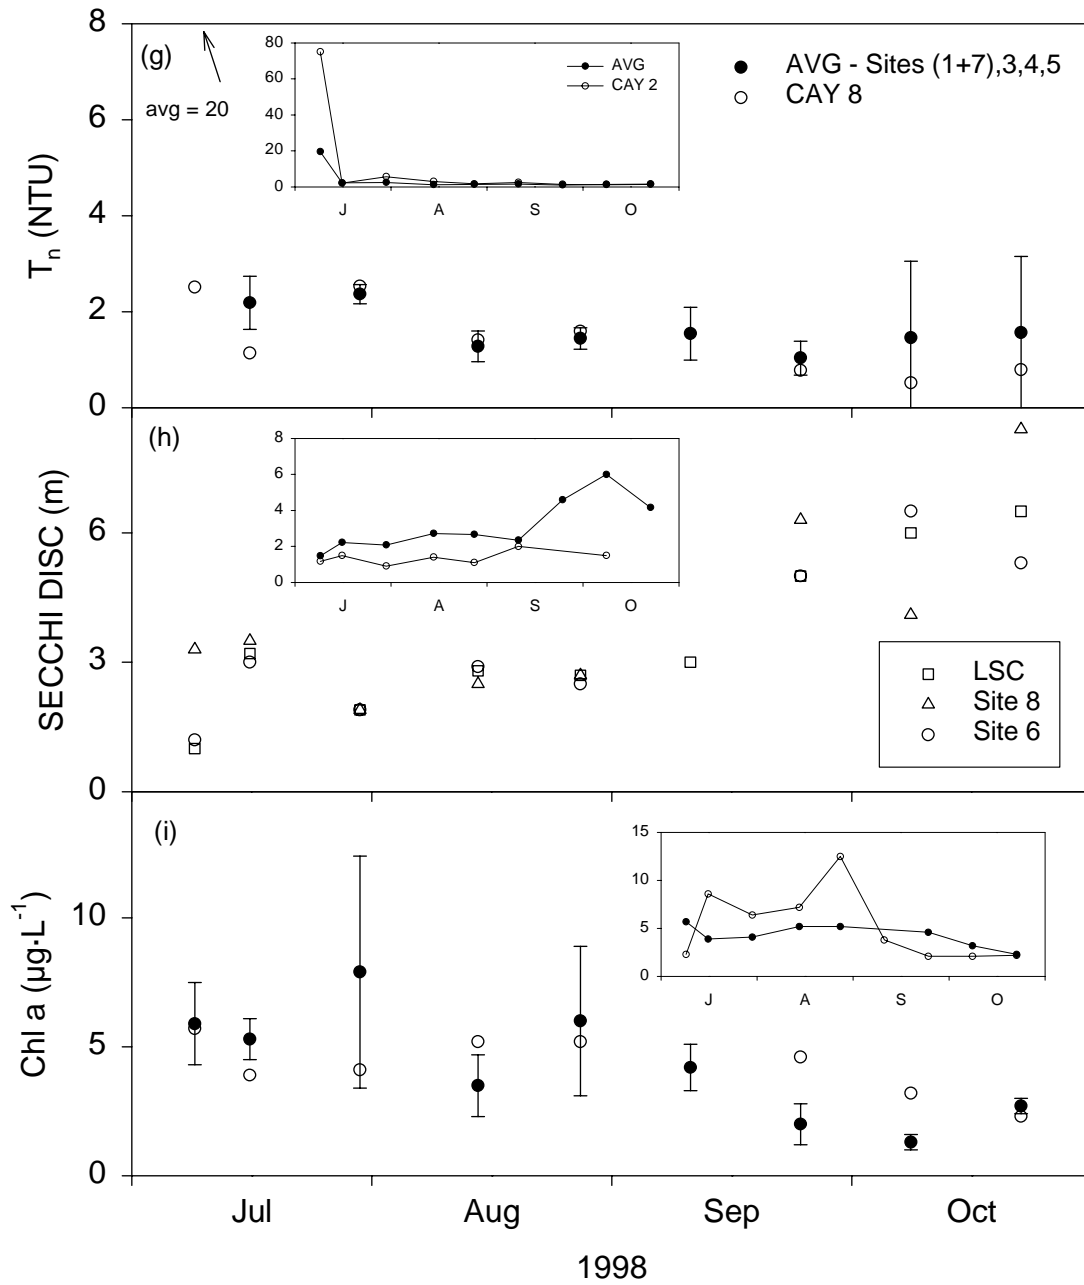 8
(g)
avg = 20
80
60
40
20
0
AVG
CAY 2
J
A
S
O
AVG - Sites (1+7),3,4,5
CAY 8
6
4
2
0
Tn (NTU)
(h)
8
6
4
2
0
J
A
S
O
6
3
0
SECCHI DISC (m)
LSC
Site 8
Site 6
(i)
15
10
5
0
J
A
S
O
10
5
0
Chl a (µg·L-1)
Jul
Aug
Sep
Oct
1998